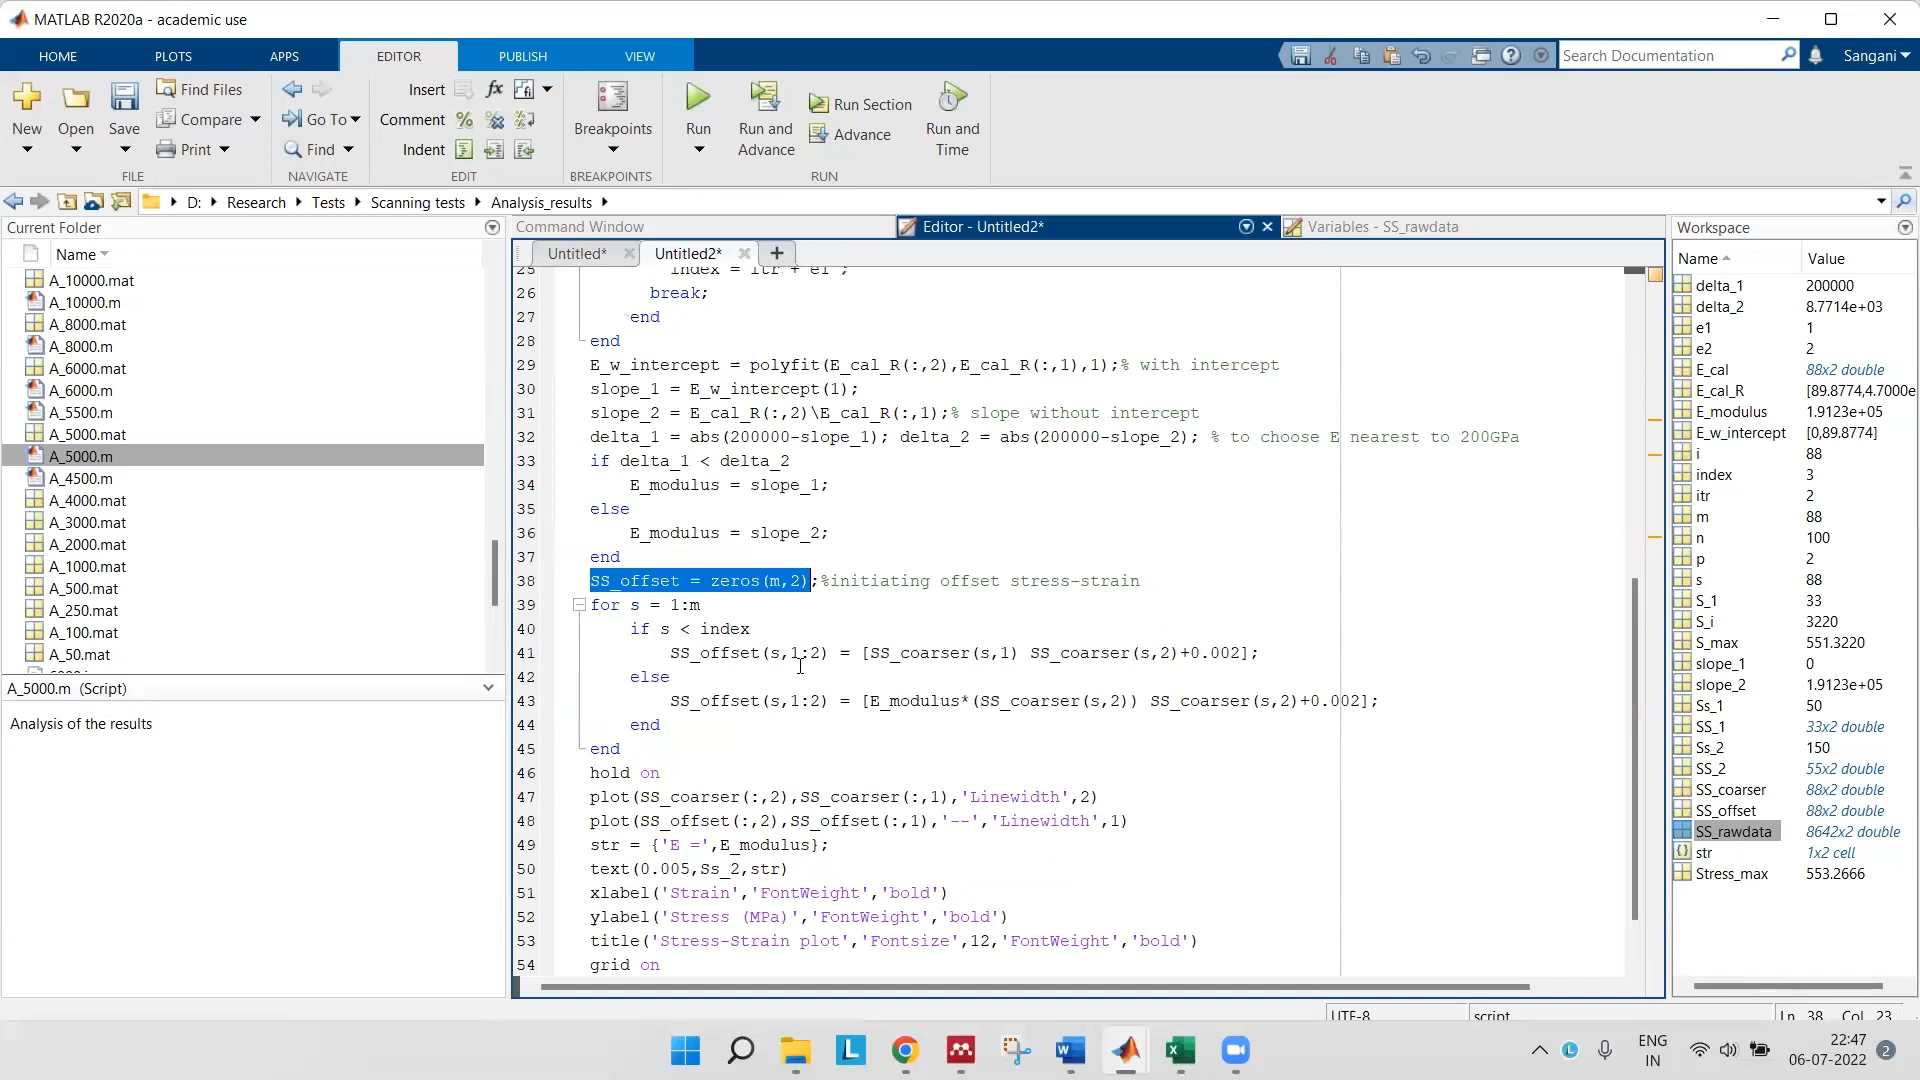 MATLAB R2020a - academic use
HOME PLOTS APPS EDITOR PUBLISH VIEW
Search Documentation
Sangani
New
Open
Save
Find Files
Compare
Print
Go To
Find
Insert
Comment
Indent
fx
Breakpoints
Run
Run and Advance
Run Section
Advance
Run and Time
FILE NAVIGATE EDIT BREAKPOINTS RUN
D: Research Tests Scanning tests Analysis_results
Current Folder
Name
A_10000.mat
A_10000.m
A_8000.mat
A_8000.m
A_6000.mat
A_6000.m
A_5500.m
A_5000.mat
A_5000.m
A_4500.m
A_4000.mat
A_3000.mat
A_2000.mat
A_1000.mat
A_500.mat
A_250.mat
A_100.mat
A_50.mat
A_5000.m (Script)
Analysis of the results
Command Window
Editor - Untitled2*
Variables - SS_rawdata
Untitled* Untitled2*
25 index = itr + e1 ;
26 break;
27 end
28 end
29 E_w_intercept = polyfit(E_cal_R(:,2),E_cal_R(:,1),1);% with intercept
30 slope_1 = E_w_intercept(1);
31 slope_2 = E_cal_R(:,2)\E_cal_R(:,1);% slope without intercept
32 delta_1 = abs(200000-slope_1); delta_2 = abs(200000-slope_2); % to choose E nearest to 200GPa
33 if delta_1 < delta_2
34 E_modulus = slope_1;
35 else
36 E_modulus = slope_2;
37 end
38 SS_offset = zeros(m,2);%initiating offset stress-strain
39 for s = 1:m
40 if s < index
41 SS_offset(s,1:2) = [SS_coarser(s,1) SS_coarser(s,2)+0.002];
42 else
43 SS_offset(s,1:2) = [E_modulus*(SS_coarser(s,2)) SS_coarser(s,2)+0.002];
44 end
45 end
46 hold on
47 plot(SS_coarser(:,2),SS_coarser(:,1),'Linewidth',2)
48 plot(SS_offset(:,2),SS_offset(:,1),'--','Linewidth',1)
49 str = {'E =',E_modulus};
50 text(0.005,Ss_2,str)
51 xlabel('Strain','FontWeight','bold')
52 ylabel('Stress (MPa)','FontWeight','bold')
53 title('Stress-Strain plot','Fontsize',12,'FontWeight','bold')
54 grid on
Workspace
Name Value
delta_1 200000
delta_2 8.7714e+03
e1 1
e2 2
E_cal 88x2 double
E_cal_R [89.8774,4.7000e
E_modulus 1.9123e+05
E_w_intercept [0,89.8774]
i 88
index 3
itr 2
m 88
n 100
p 2
s 88
S_1 33
S_i 3220
S_max 551.3220
slope_1 0
slope_2 1.9123e+05
Ss_1 50
SS_1 33x2 double
Ss_2 150
SS_2 55x2 double
SS_coarser 88x2 double
SS_offset 88x2 double
SS_rawdata 8642x2 double
str 1x2 cell
Stress_max 553.2666
UTF-8 script Ln 38 Col 23
ENG
IN
22:47
06-07-2022
2